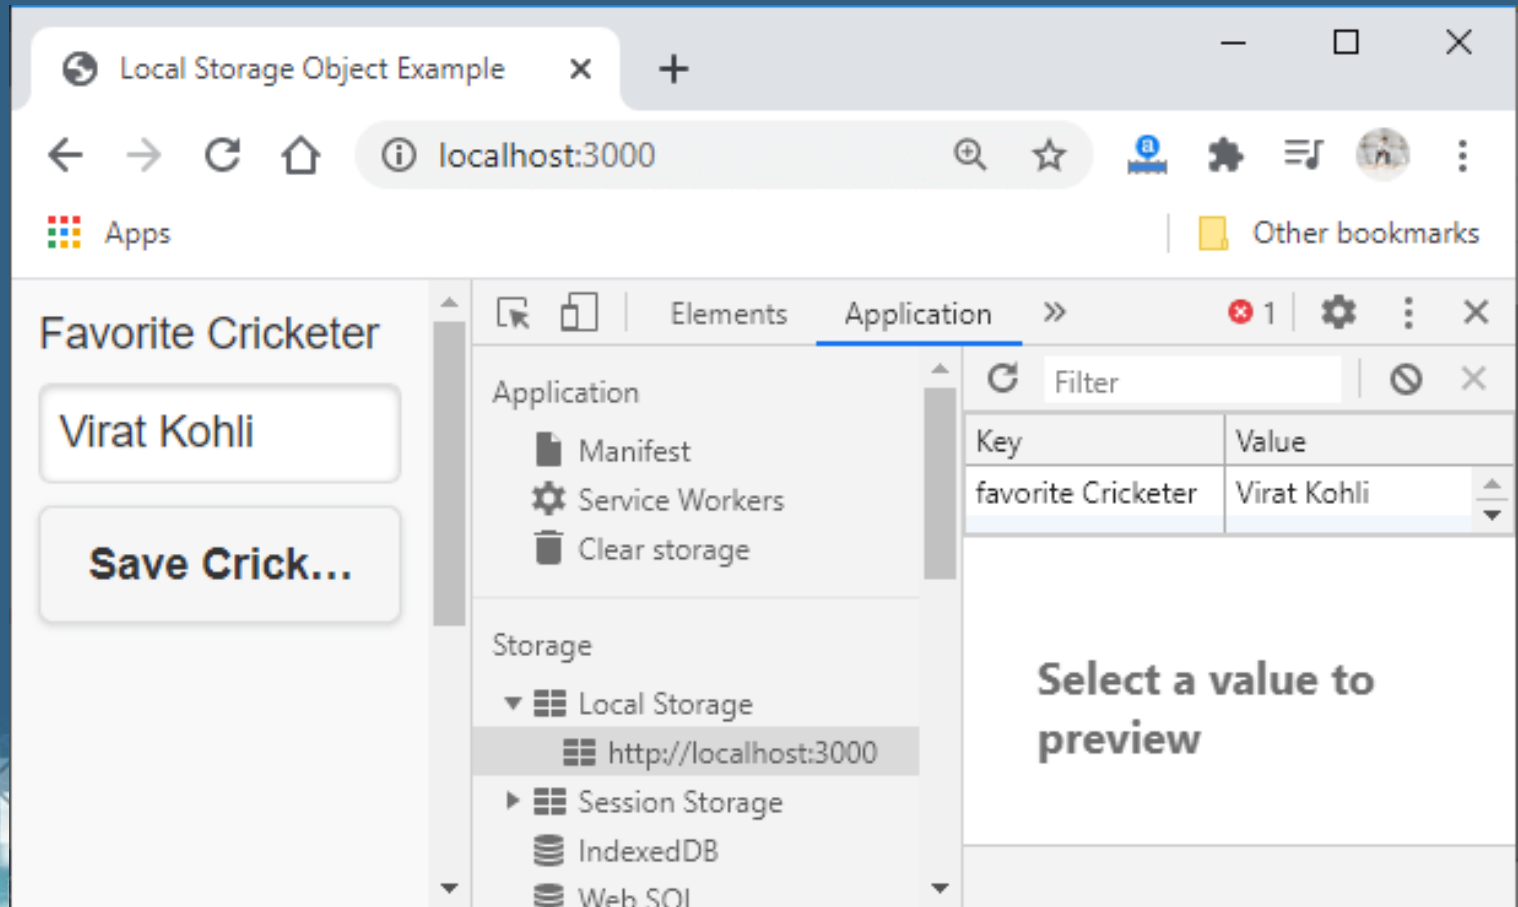 Local Storage Object Example
localhost:3000
Apps
Other bookmarks
Favorite Cricketer
Virat Kohli
Save Crick...
Elements
Application
1
Application
Manifest
Service Workers
Clear storage
Storage
Local Storage
http://localhost:3000
Session Storage
IndexedDB
Web SQL
Filter
Key Value
favorite Cricketer Virat Kohli
Select a value to
preview